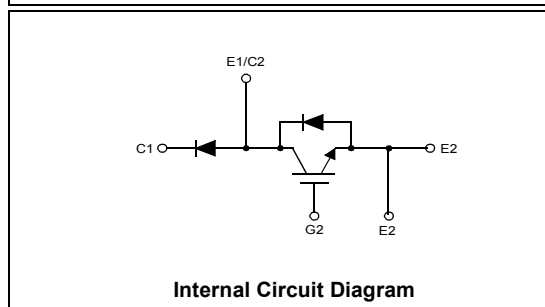 E1/C2
C1
E2
G2
E2
Internal Circuit Diagram